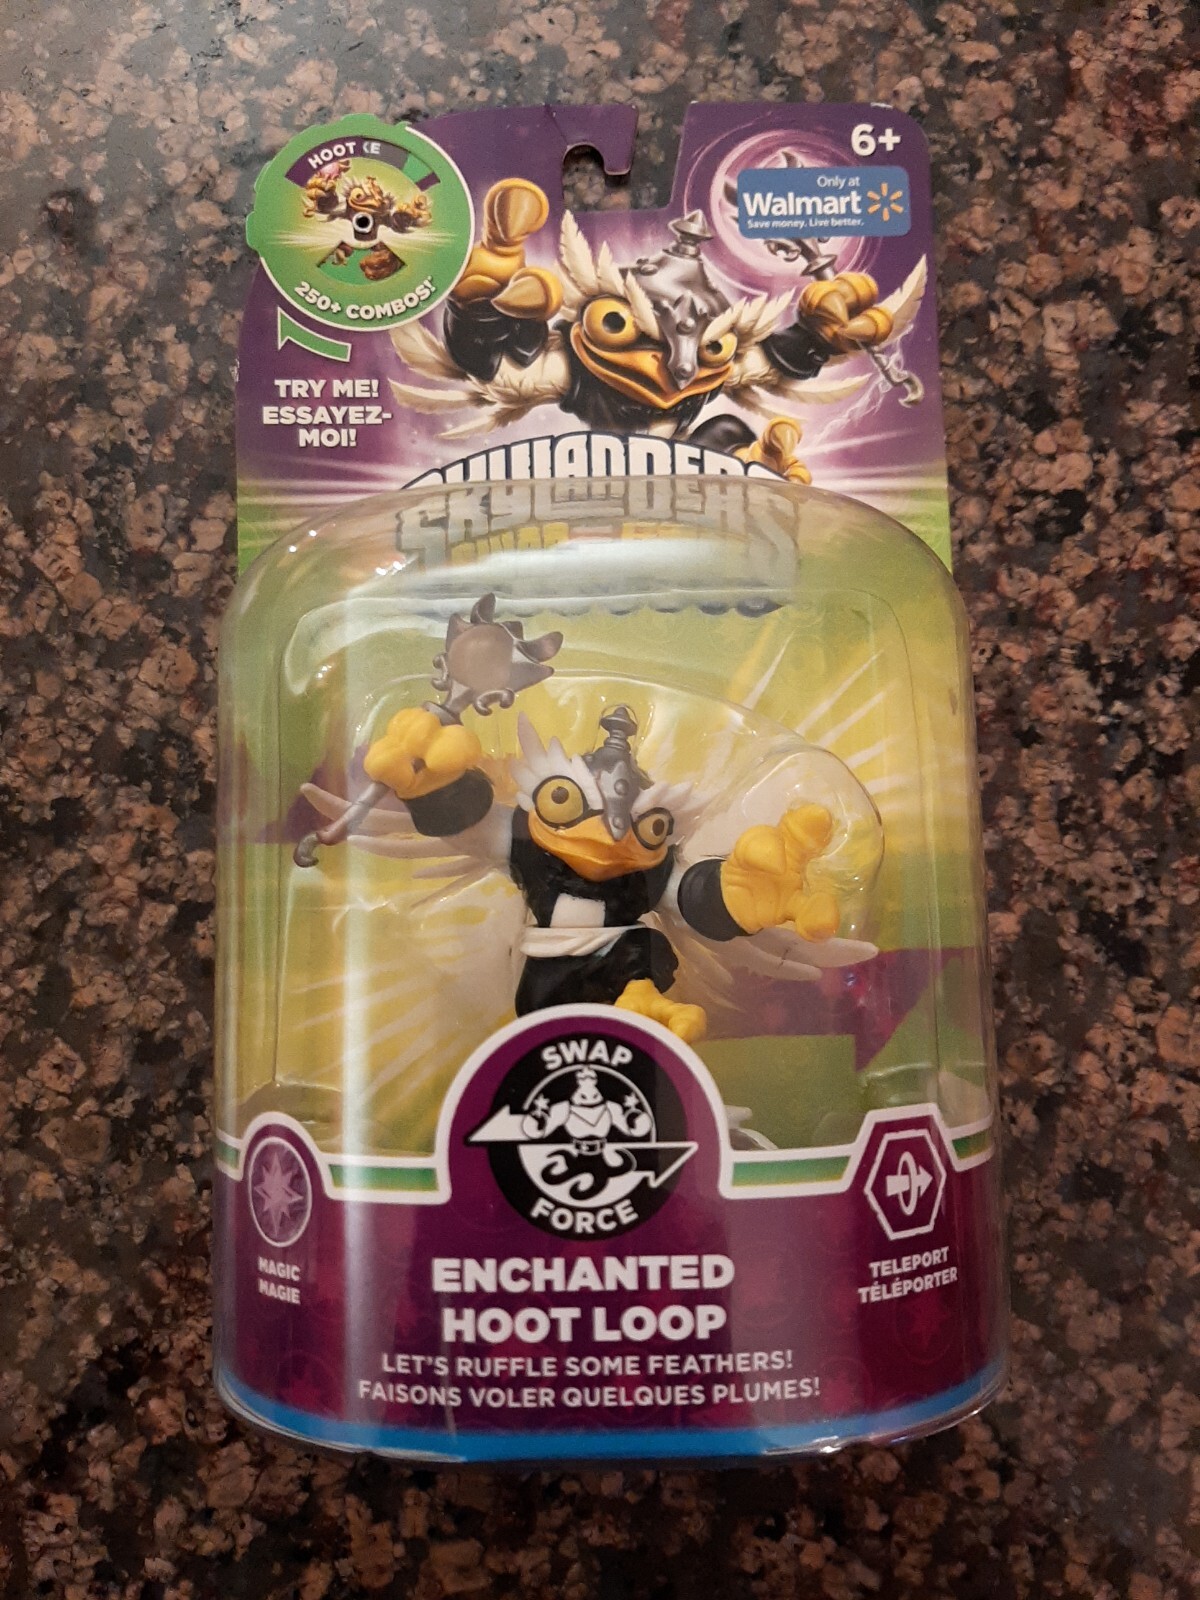 HOOT
250+ COMBOS!
TRY ME!
ESSAYEZ-
MOI!
6+
Only at
Walmart
Save money. Live better.
SKYLANDERS
SWAP FORCE
MAGIC
MAGIE
TELEPORT
TÉLÉPORTER
ENCHANTED
HOOT LOOP
LET'S RUFFLE SOME FEATHERS!
FAISONS VOLER QUELQUES PLUMES!